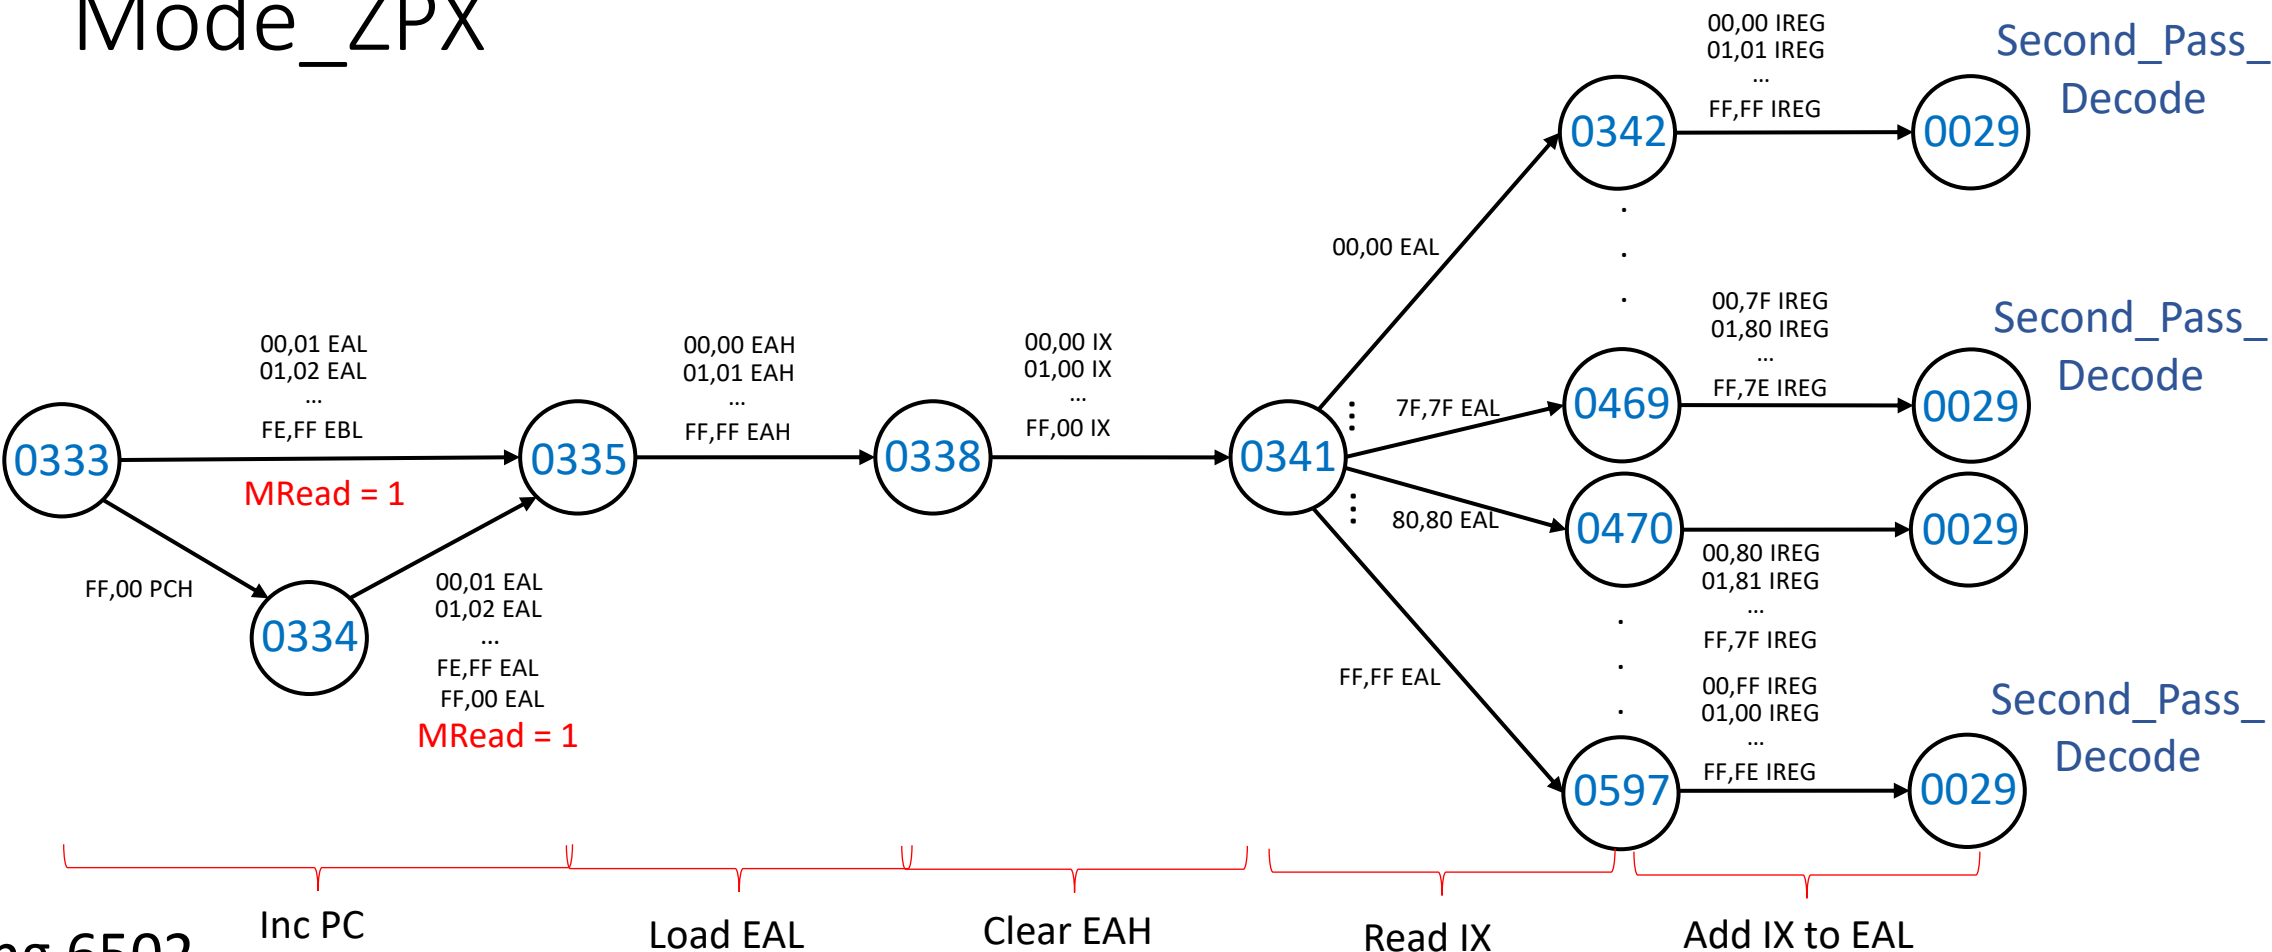 Mode_ZPX
00,00 IREG
01,01 IREG
...
FF,FF IREG
Second_Pass_
Decode
0342
0029
00,00 EAL
.
.
.
00,7F IREG
01,80 IREG
...
FF,7E IREG
Second_Pass_
Decode
00,01 EAL
01,02 EAL
...
FE,FF EBL
00,00 EAH
01,01 EAH
...
FF,FF EAH
00,00 IX
01,00 IX
...
FF,00 IX
7F,7F EAL
0469
0029
0333
0335
0338
0341
MRead = 1
80,80 EAL
0470
0029
00,80 IREG
01,81 IREG
...
FF,7F IREG
FF,00 PCH
0334
00,01 EAL
01,02 EAL
...
FE,FF EAL
FF,00 EAL
MRead = 1
FF,FF EAL
.
.
.
00,FF IREG
01,00 IREG
...
FF,FE IREG
Second_Pass_
Decode
0597
0029
Inc PC
Load EAL
Clear EAH
Read IX
Add IX to EAL
6502